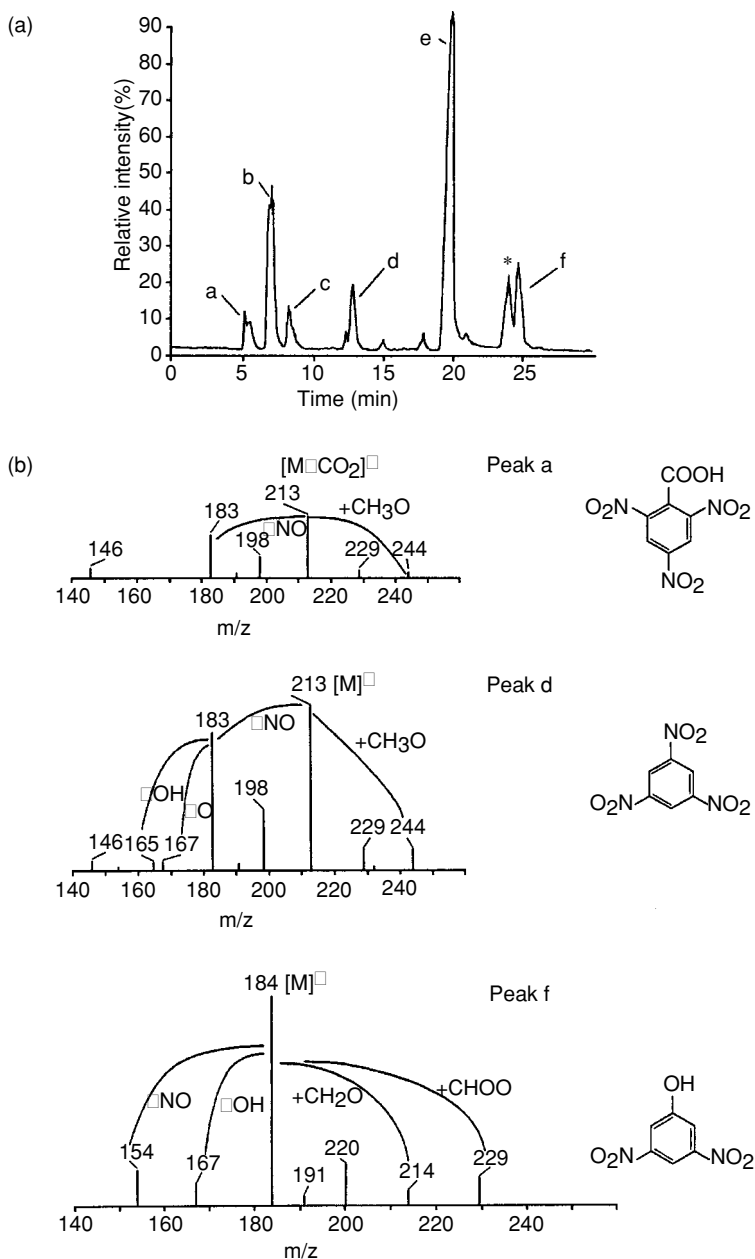 (a)
Relative intensity(%)
90
80
70
60
50
40
30
20
10
0
a
b
c
d
e
*
f
0 5 10 15 20 25
Time (min)
(b)
[M□CO2]□
Peak a
213
+CH3O
183
□NO
198
146
229
244
140 160 180 200 220 240
m/z
COOH
O2N
NO2
NO2
213 [M]□
Peak d
183
□NO
+CH3O
□OH
□O
198
146 165 167
229 244
140 160 180 200 220 240
m/z
NO2
O2N
NO2
184 [M]□
Peak f
□NO
□OH
+CH2O
+CHOO
154
167
191
220
214
229
140 160 180 200 220 240
m/z
OH
O2N
NO2